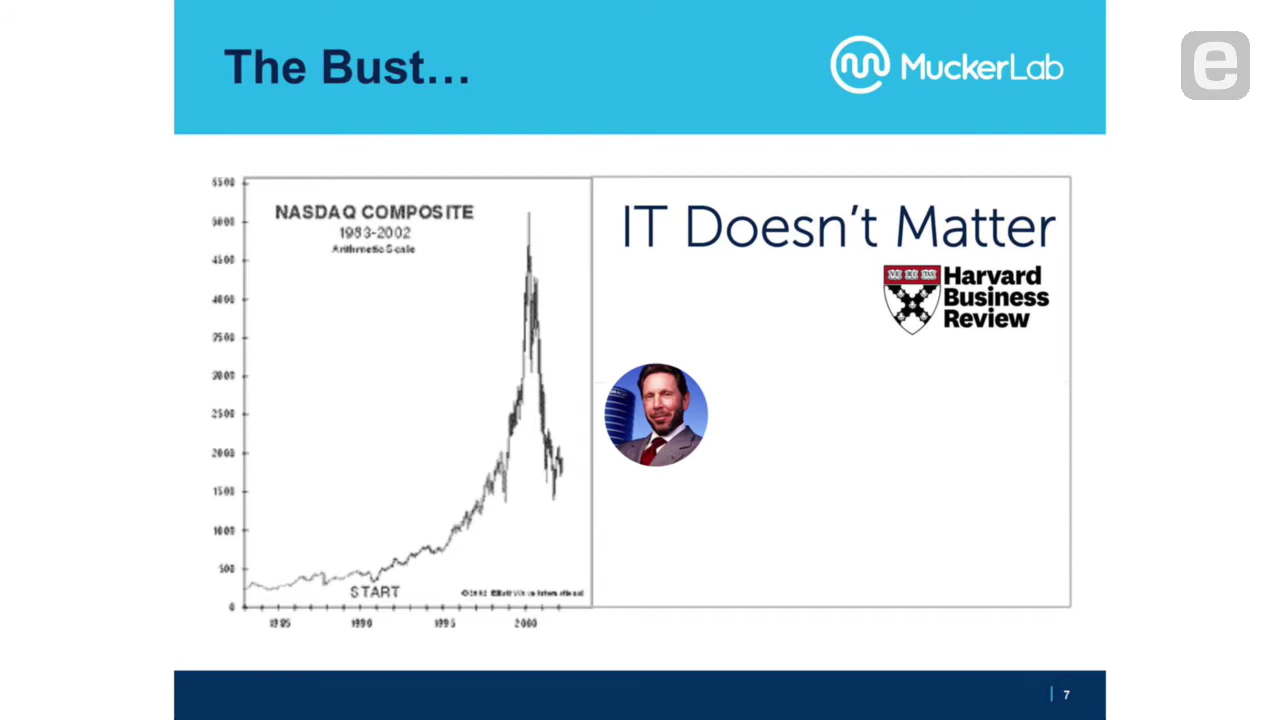 The Bust…
MuckerLab
e
NASDAQ COMPOSITE
1983-2002
Arithmetic Scale
5500
5000
4500
4000
3500
3000
2500
2000
1500
1000
500
0
START
1985
1990
1995
2000
IT Doesn't Matter
Harvard
Business
Review
7